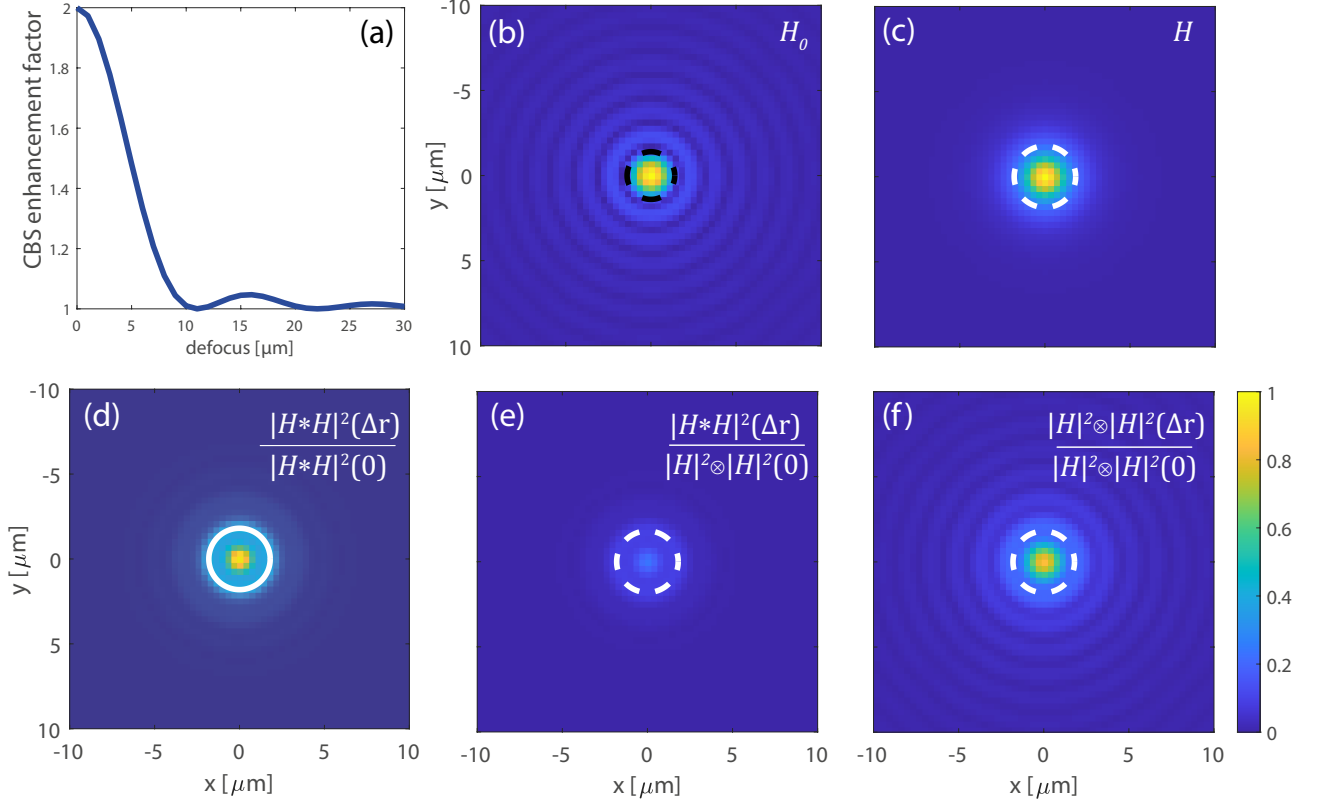 (a)
CBS enhancement factor
2
1.8
1.6
1.4
1.2
1
0 5 10 15 20 25 30
defocus [μm]
(b) H₀
y [μm]
-10
-5
0
5
10
(c) H
(d) |H∗H|²(Δr)
|H∗H|²(0)
y [μm]
-10
-5
0
5
10
-10 -5 0 5 10
x [μm]
(e) |H∗H|²(Δr)
|H|²⊗|H|²(0)
-10 -5 0 5 10
x [μm]
(f) |H|²⊗|H|²(Δr)
|H|²⊗|H|²(0)
-10 -5 0 5 10
x [μm]
1
0.8
0.6
0.4
0.2
0